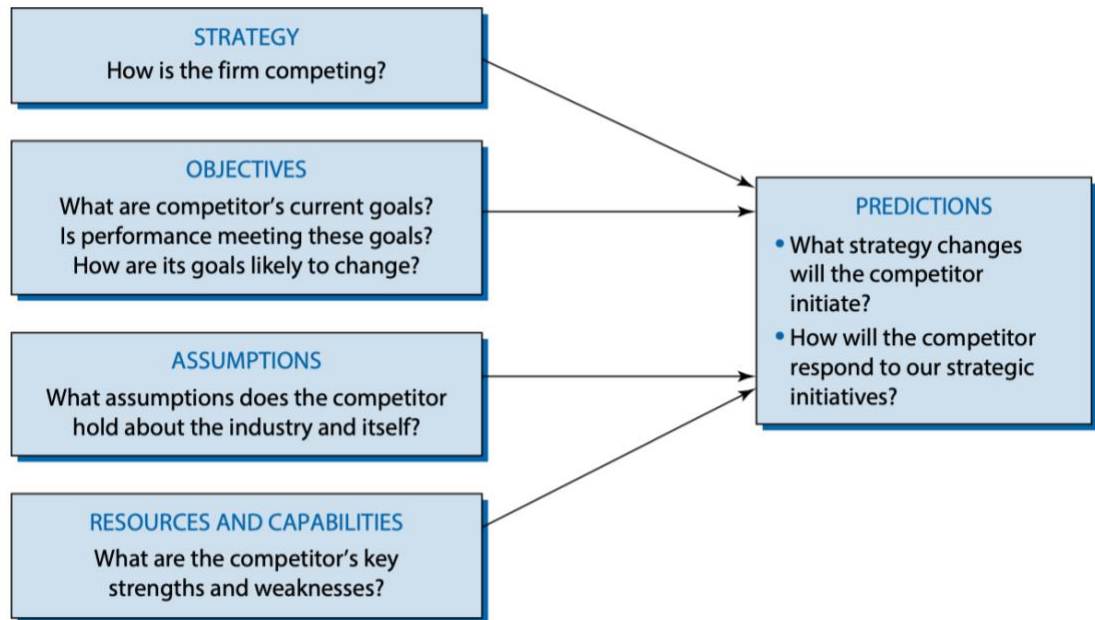 STRATEGY
How is the firm competing?
OBJECTIVES
What are competitor’s current goals?
Is performance meeting these goals?
How are its goals likely to change?
ASSUMPTIONS
What assumptions does the competitor
hold about the industry and itself?
RESOURCES AND CAPABILITIES
What are the competitor’s key
strengths and weaknesses?
PREDICTIONS
• What strategy changes
will the competitor
initiate?
• How will the competitor
respond to our strategic
initiatives?